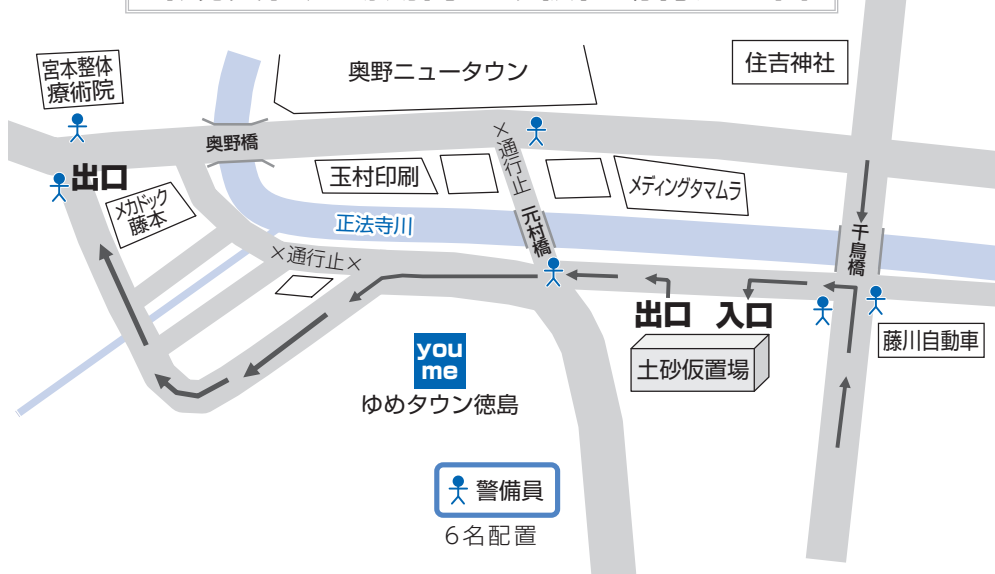 宮本整体
療術院
奥野ニュータウン
住吉神社
奥野橋
×通行止
出口
玉村印刷
メディングタマムラ
メカドック
藤本
正法寺川
元村橋
千鳥橋
×通行止×
出口
入口
土砂仮置場
藤川自動車
you
me
ゆめタウン徳島
警備員
6名配置